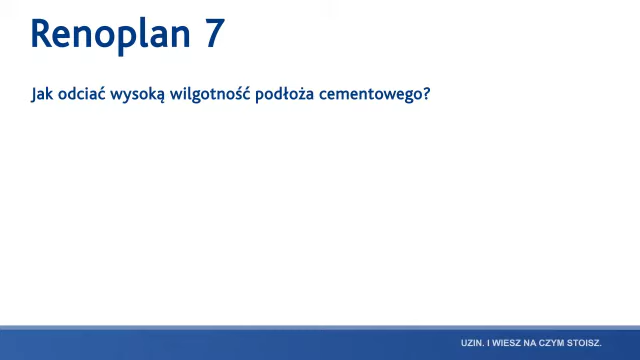 Renoplan 7
Jak odciać wysoką wilgotność podłoża cementowego?
UZIN. I WIESZ NA CZYM STOISZ.